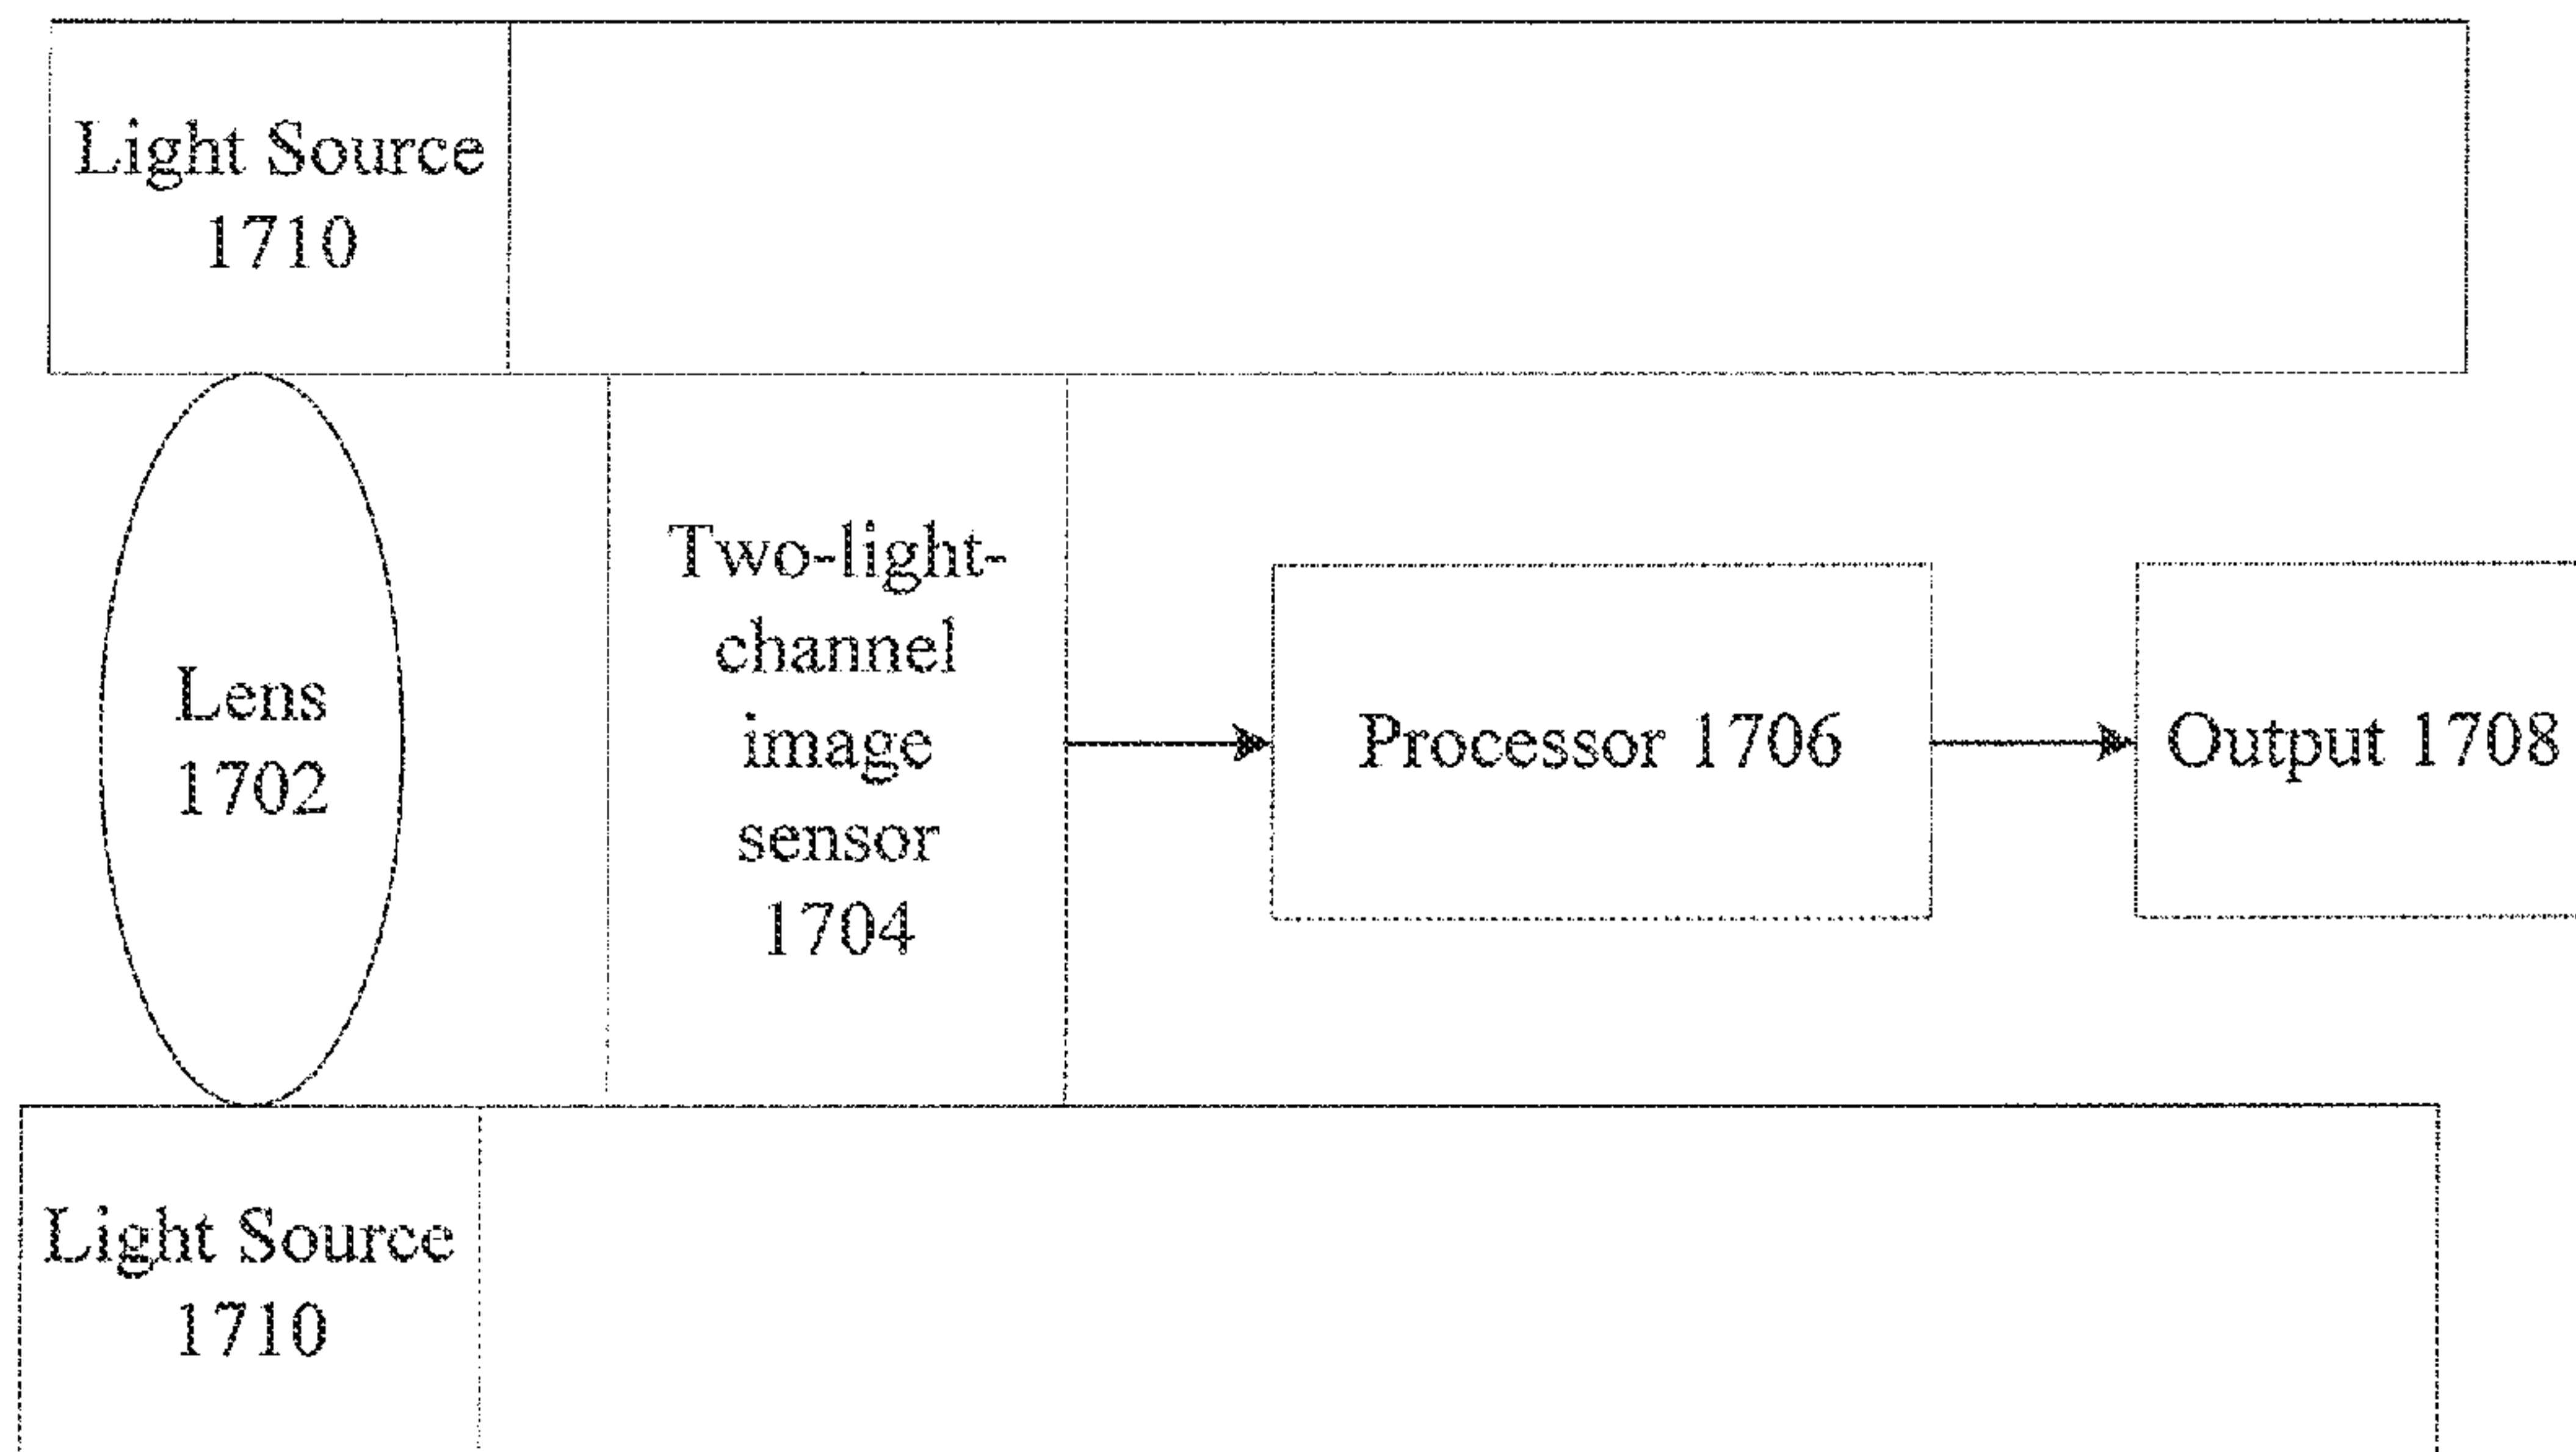 Light Source
1710
Lens
1702
Two-light-
channel
image
sensor
1704
Processor 1706
Output 1708
Light Source
1710